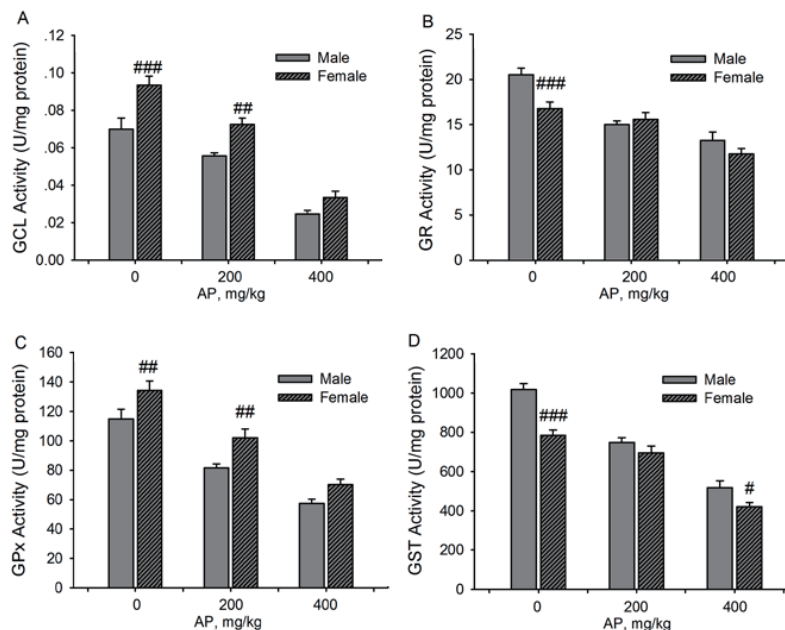 A
GCL Activity (U/mg protein)
.12
.10
.08
.06
.04
.02
0.00
###
##
Male
Female
0
200
400
AP, mg/kg
B
GR Activity (U/mg protein)
25
20
15
10
5
0
###
Male
Female
0
200
400
AP, mg/kg
C
GPx Activity (U/mg protein)
160
140
120
100
80
60
40
20
0
##
##
Male
Female
0
200
400
AP, mg/kg
D
GST Activity (U/mg protein)
1200
1000
800
600
400
200
0
###
#
Male
Female
0
200
400
AP, mg/kg